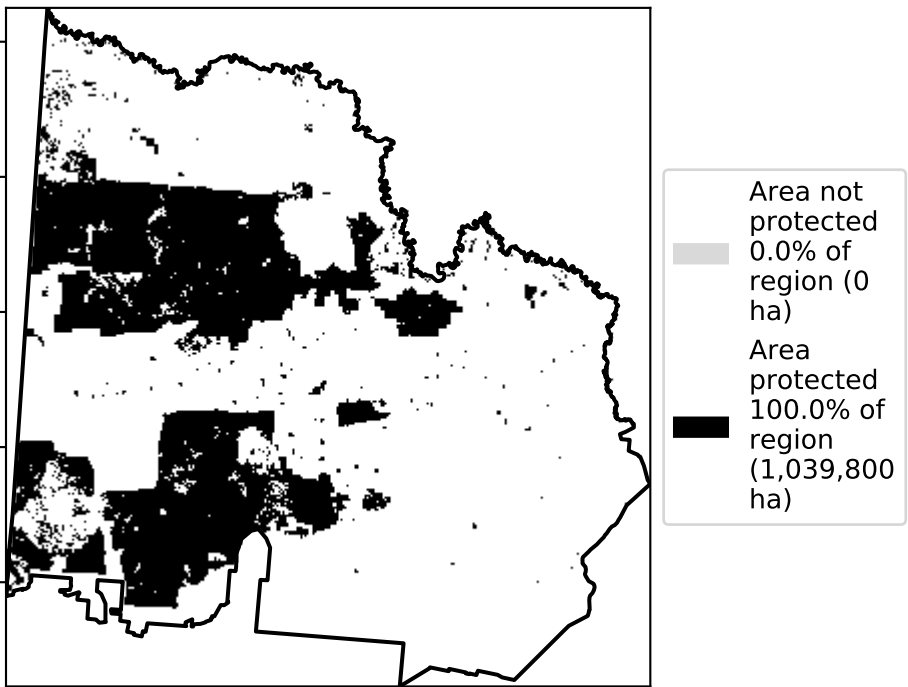 Area not
protected
0.0% of
region (0
ha)
Area
protected
100.0% of
region
(1,039,800
ha)